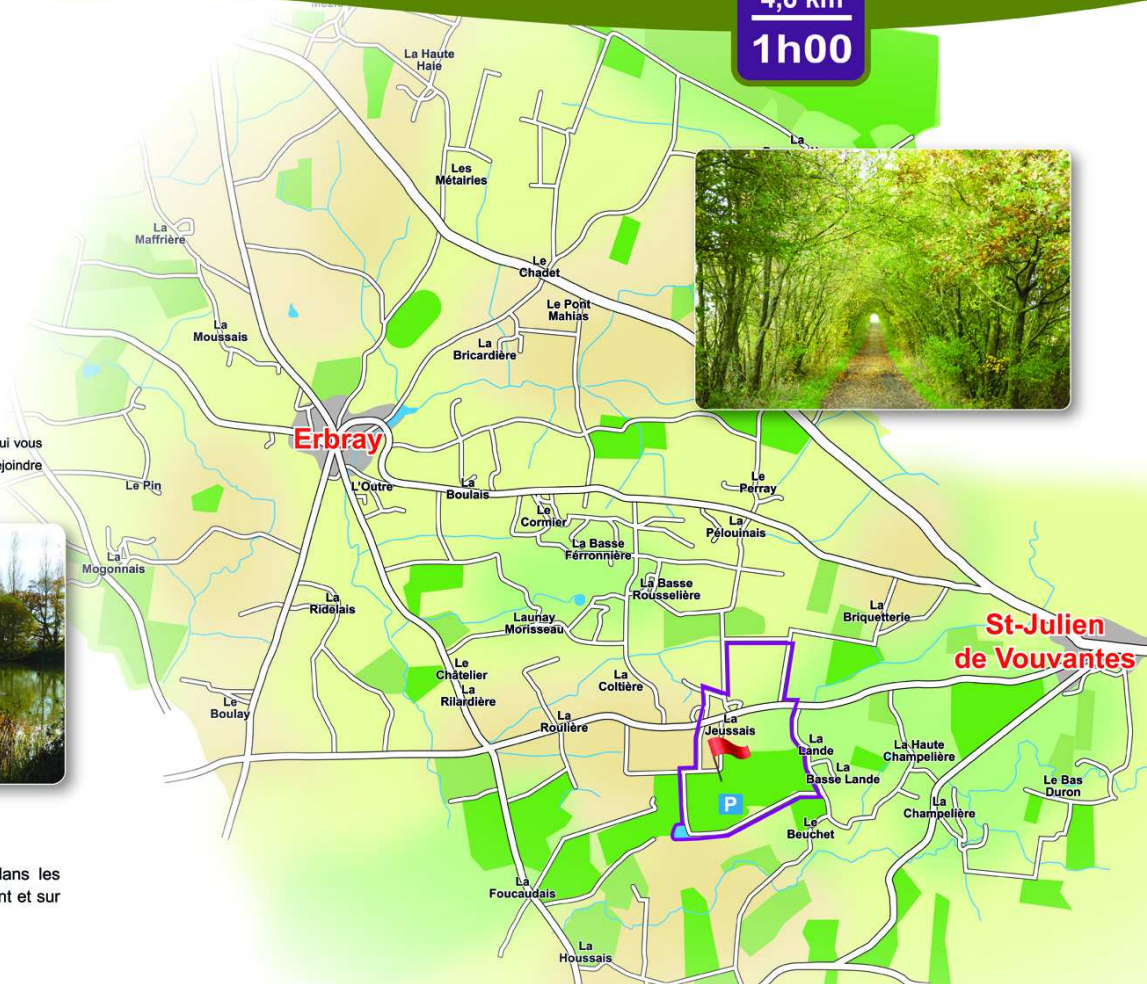 1h00
La Haute
Haie
Les
Métairies
La
Maffrière
Le
Chadet
Le Pont
Mahias
La
Moussais
La
Bricardière
Erbray
L'Outre
La
Boulais
Le Pin
Le
Cormier
Le
Perray
La
Pélouinais
La Basse
Férronnière
La
Mogonnais
La Basse
Rousselière
La
Ridelais
Launay
Morisseau
La
Briquetterie
St-Julien
de Vouvantes
Le
Châtelier
La
Rilardière
La
Coltière
Le
Boulay
La
Roulière
La
Jeussais
La
Lande
La
Basse Lande
La Haute
Champelière
Le Bas
Duron
P
La
Champelière
Le
Beuchet
La
Foucaudais
La
Houssais
La
ui vous
ejoindre
dans les
nt et sur